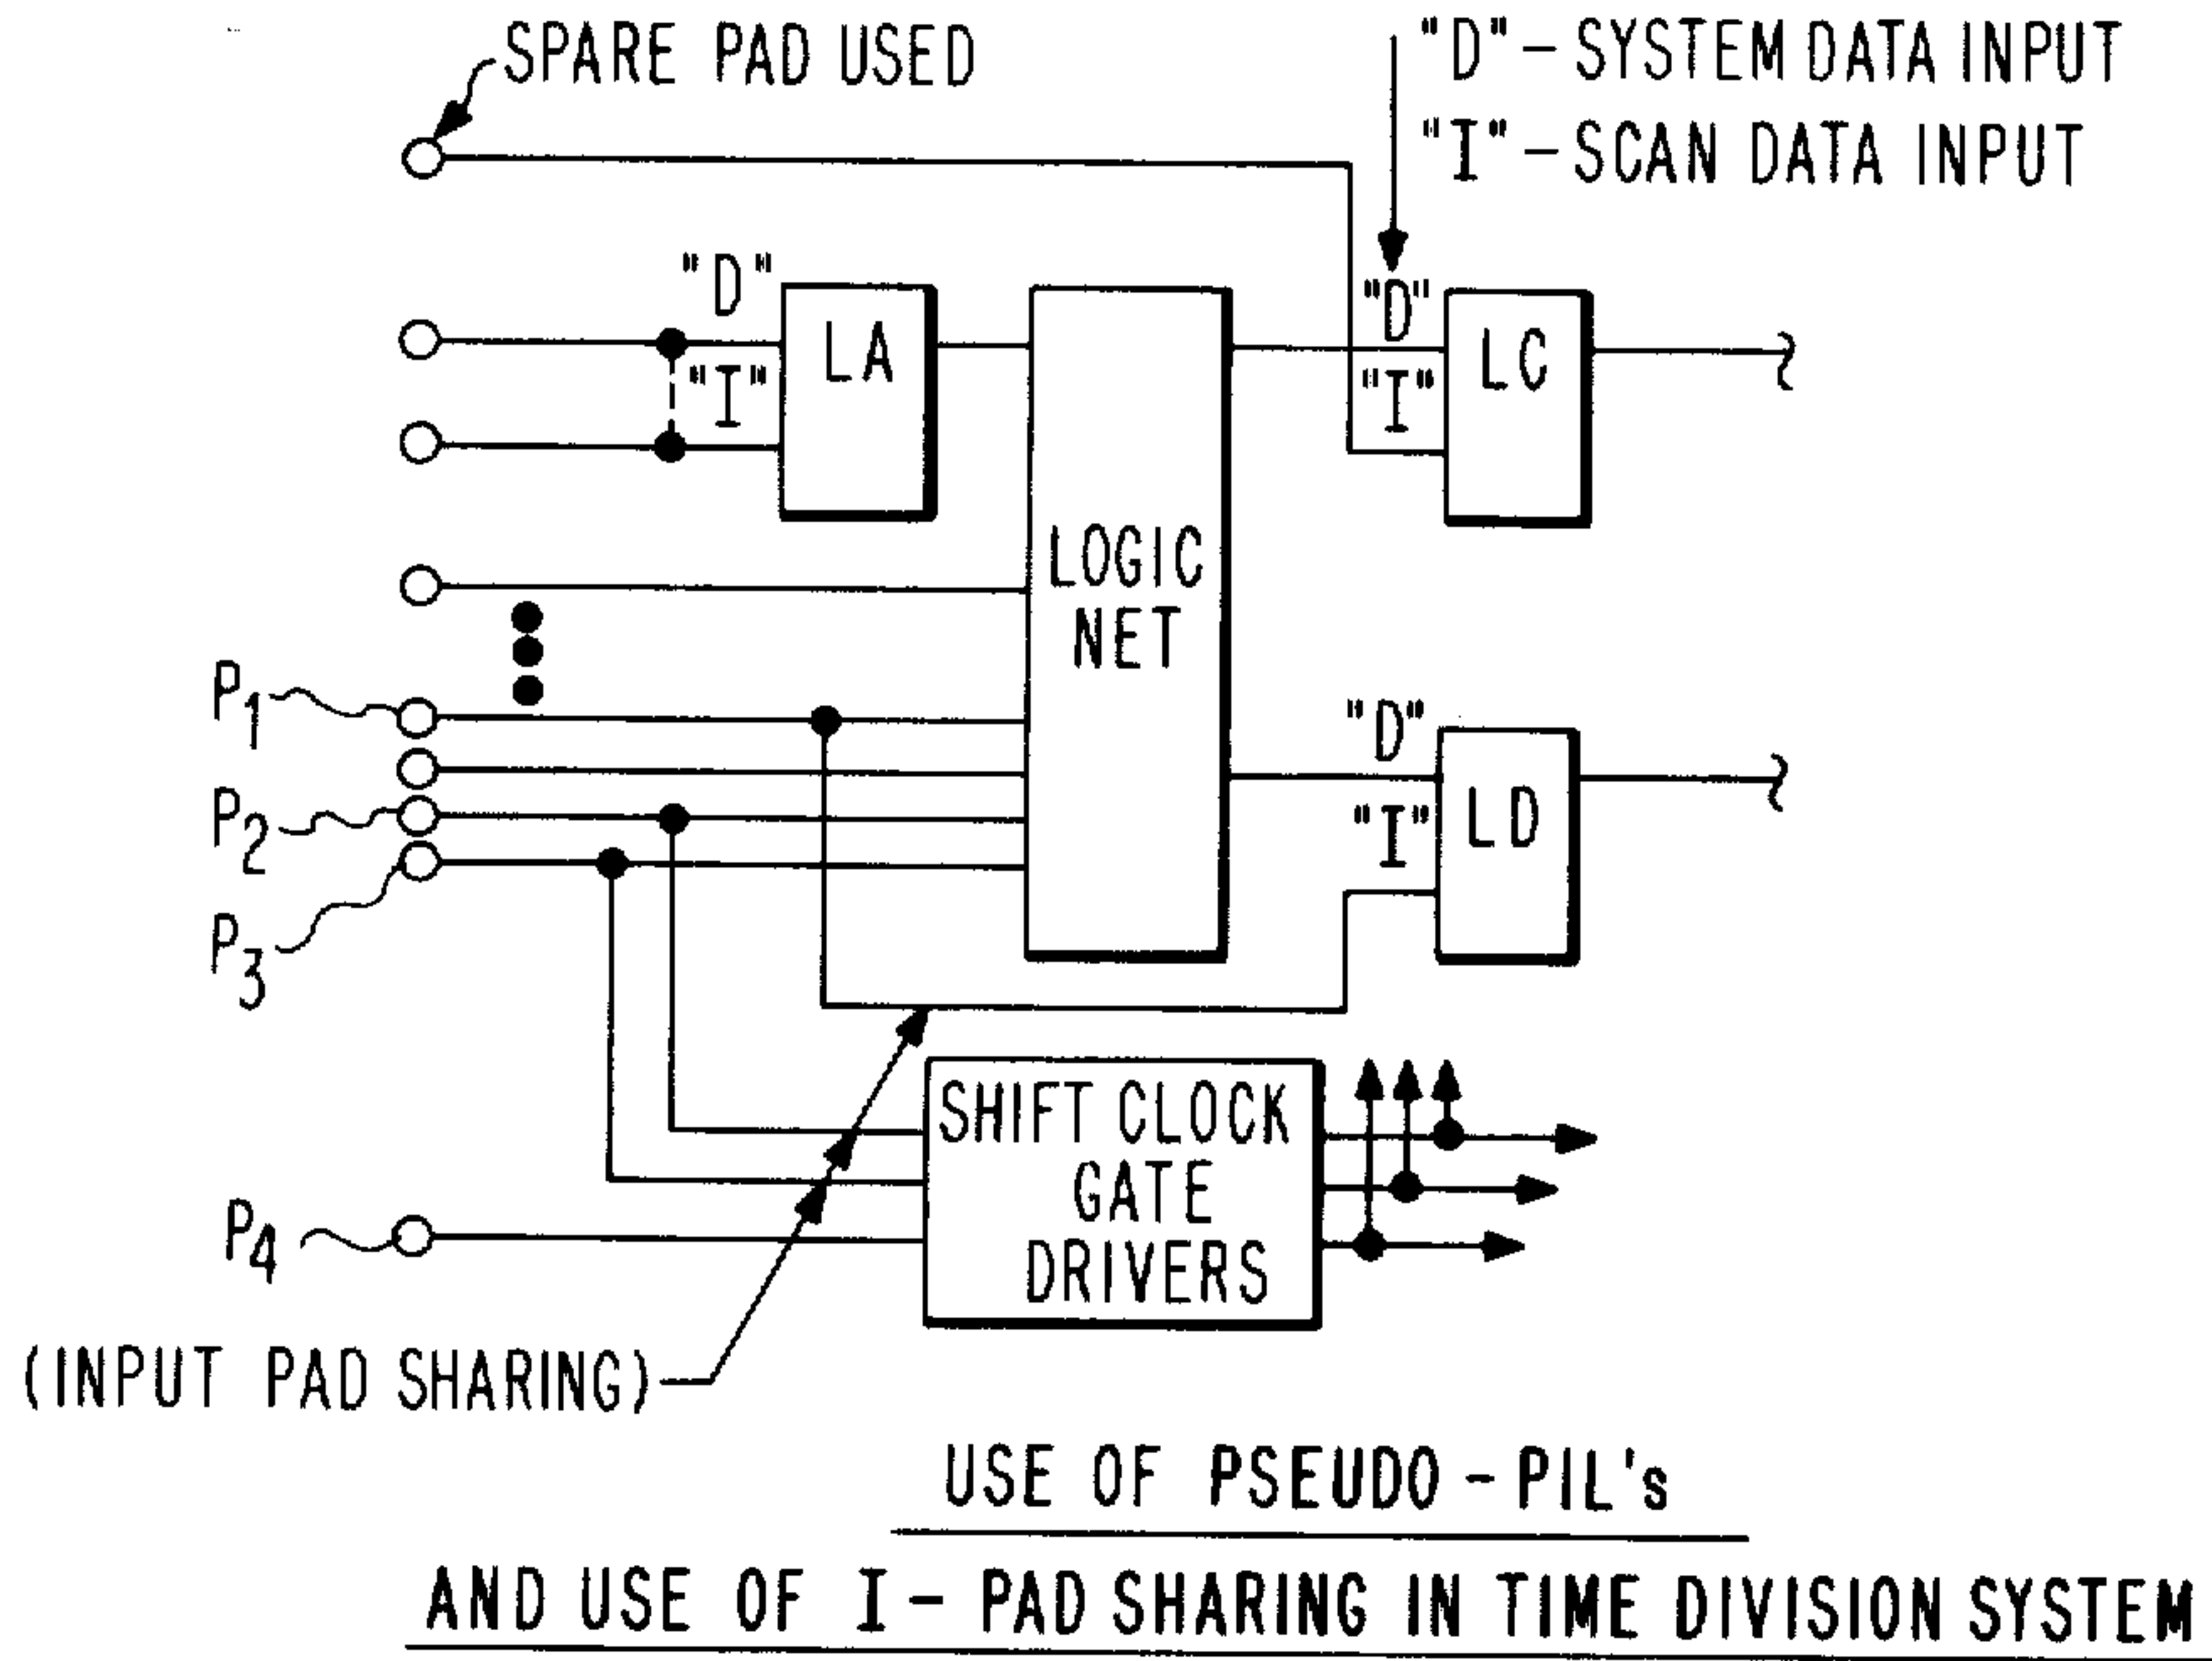 SPARE PAD USED
"D" – SYSTEM DATA INPUT
"I" – SCAN DATA INPUT
"D"
"I"
LA
"D"
"I"
LC
LOGIC
NET
P1
P2
P3
"D"
"I"
LD
SHIFT CLOCK
GATE
DRIVERS
P4
(INPUT PAD SHARING)
USE OF PSEUDO - PIL's
AND USE OF I - PAD SHARING IN TIME DIVISION SYSTEM